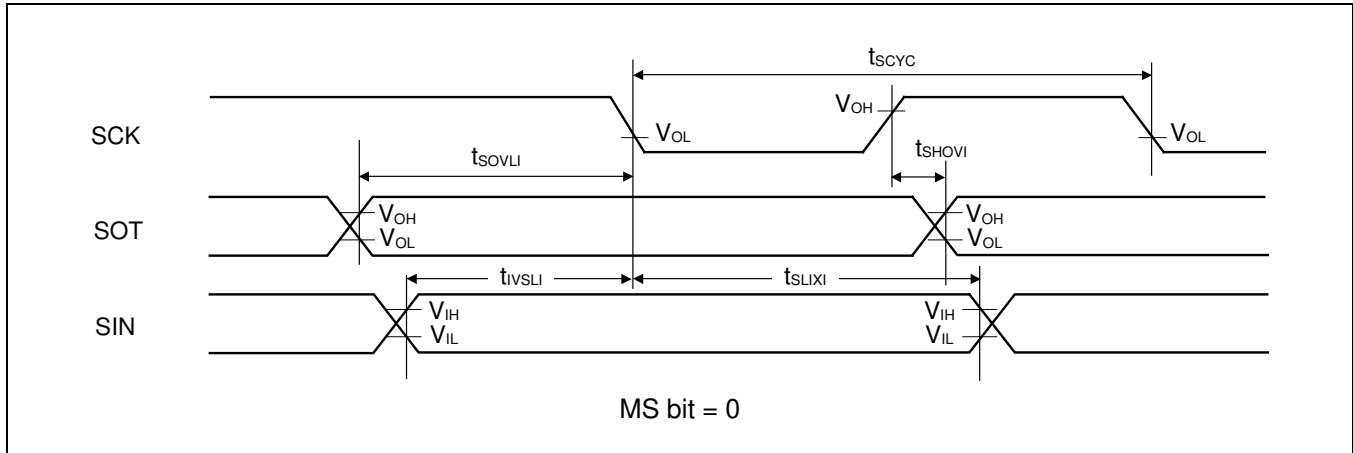 tSCYC
SCK
VOH
VOL
VOL
tSOVLI
tSHOVI
SOT
VOH
VOL
VOH
VOL
tIVSLI
tSLIXI
SIN
VIH
VIL
VIH
VIL
MS bit = 0